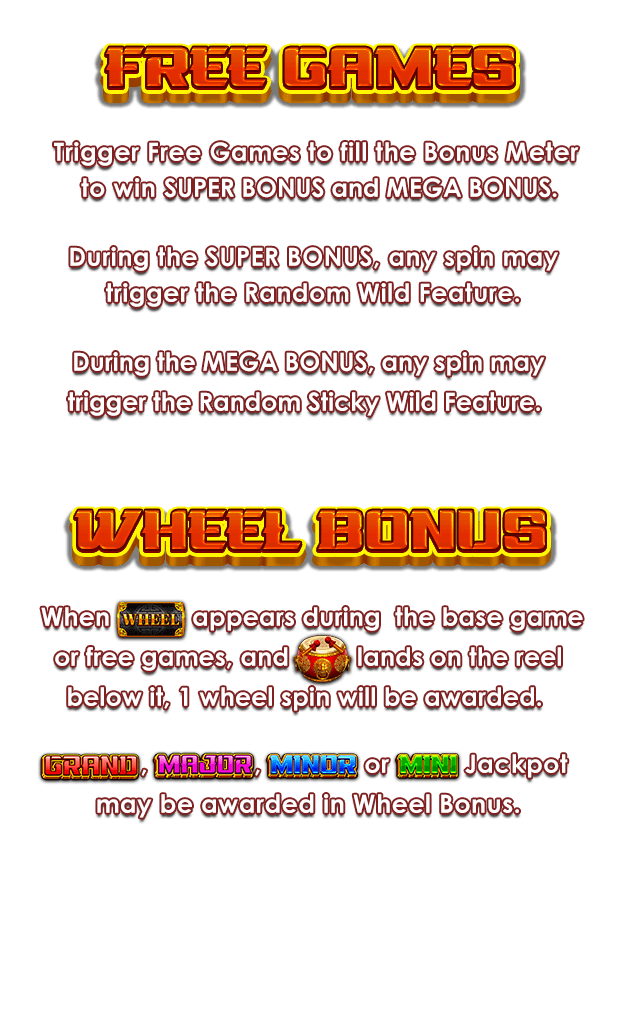 FREE GAMES
Trigger Free Games to fill the Bonus Meter
to win SUPER BONUS and MEGA BONUS.
During the SUPER BONUS, any spin may
trigger the Random Wild Feature.
During the MEGA BONUS, any spin may
trigger the Random Sticky Wild Feature.
WHEEL BONUS
When WHEEL appears during the base game
or free games, and lands on the reel
below it, 1 wheel spin will be awarded.
GRAND, MAJOR, MINOR or MINI Jackpot
may be awarded in Wheel Bonus.